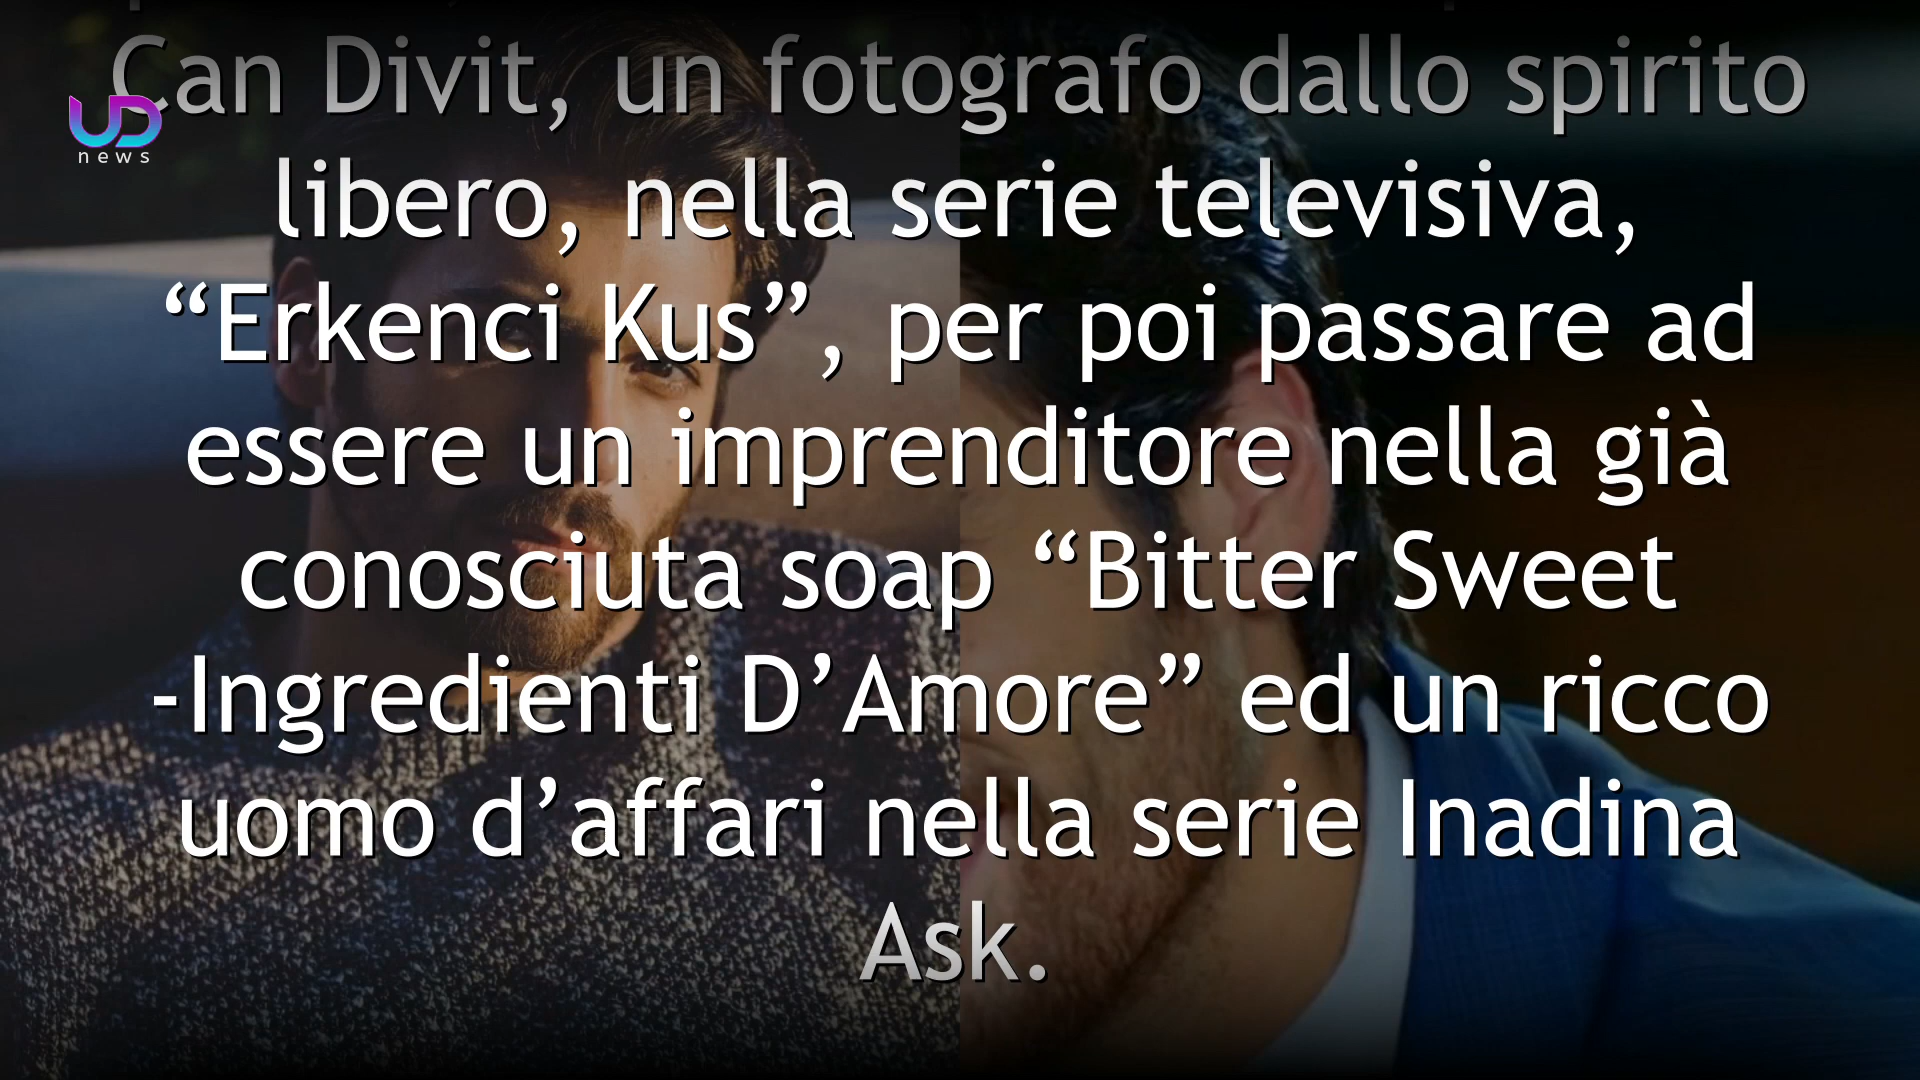 Can Divit, un fotografo dallo spirito
libero, nella serie televisiva,
“Erkenci Kus”, per poi passare ad
essere un imprenditore nella già
conosciuta soap “Bitter Sweet
-Ingredienti D’Amore” ed un ricco
uomo d’affari nella serie Inadina
Ask.
UD
news